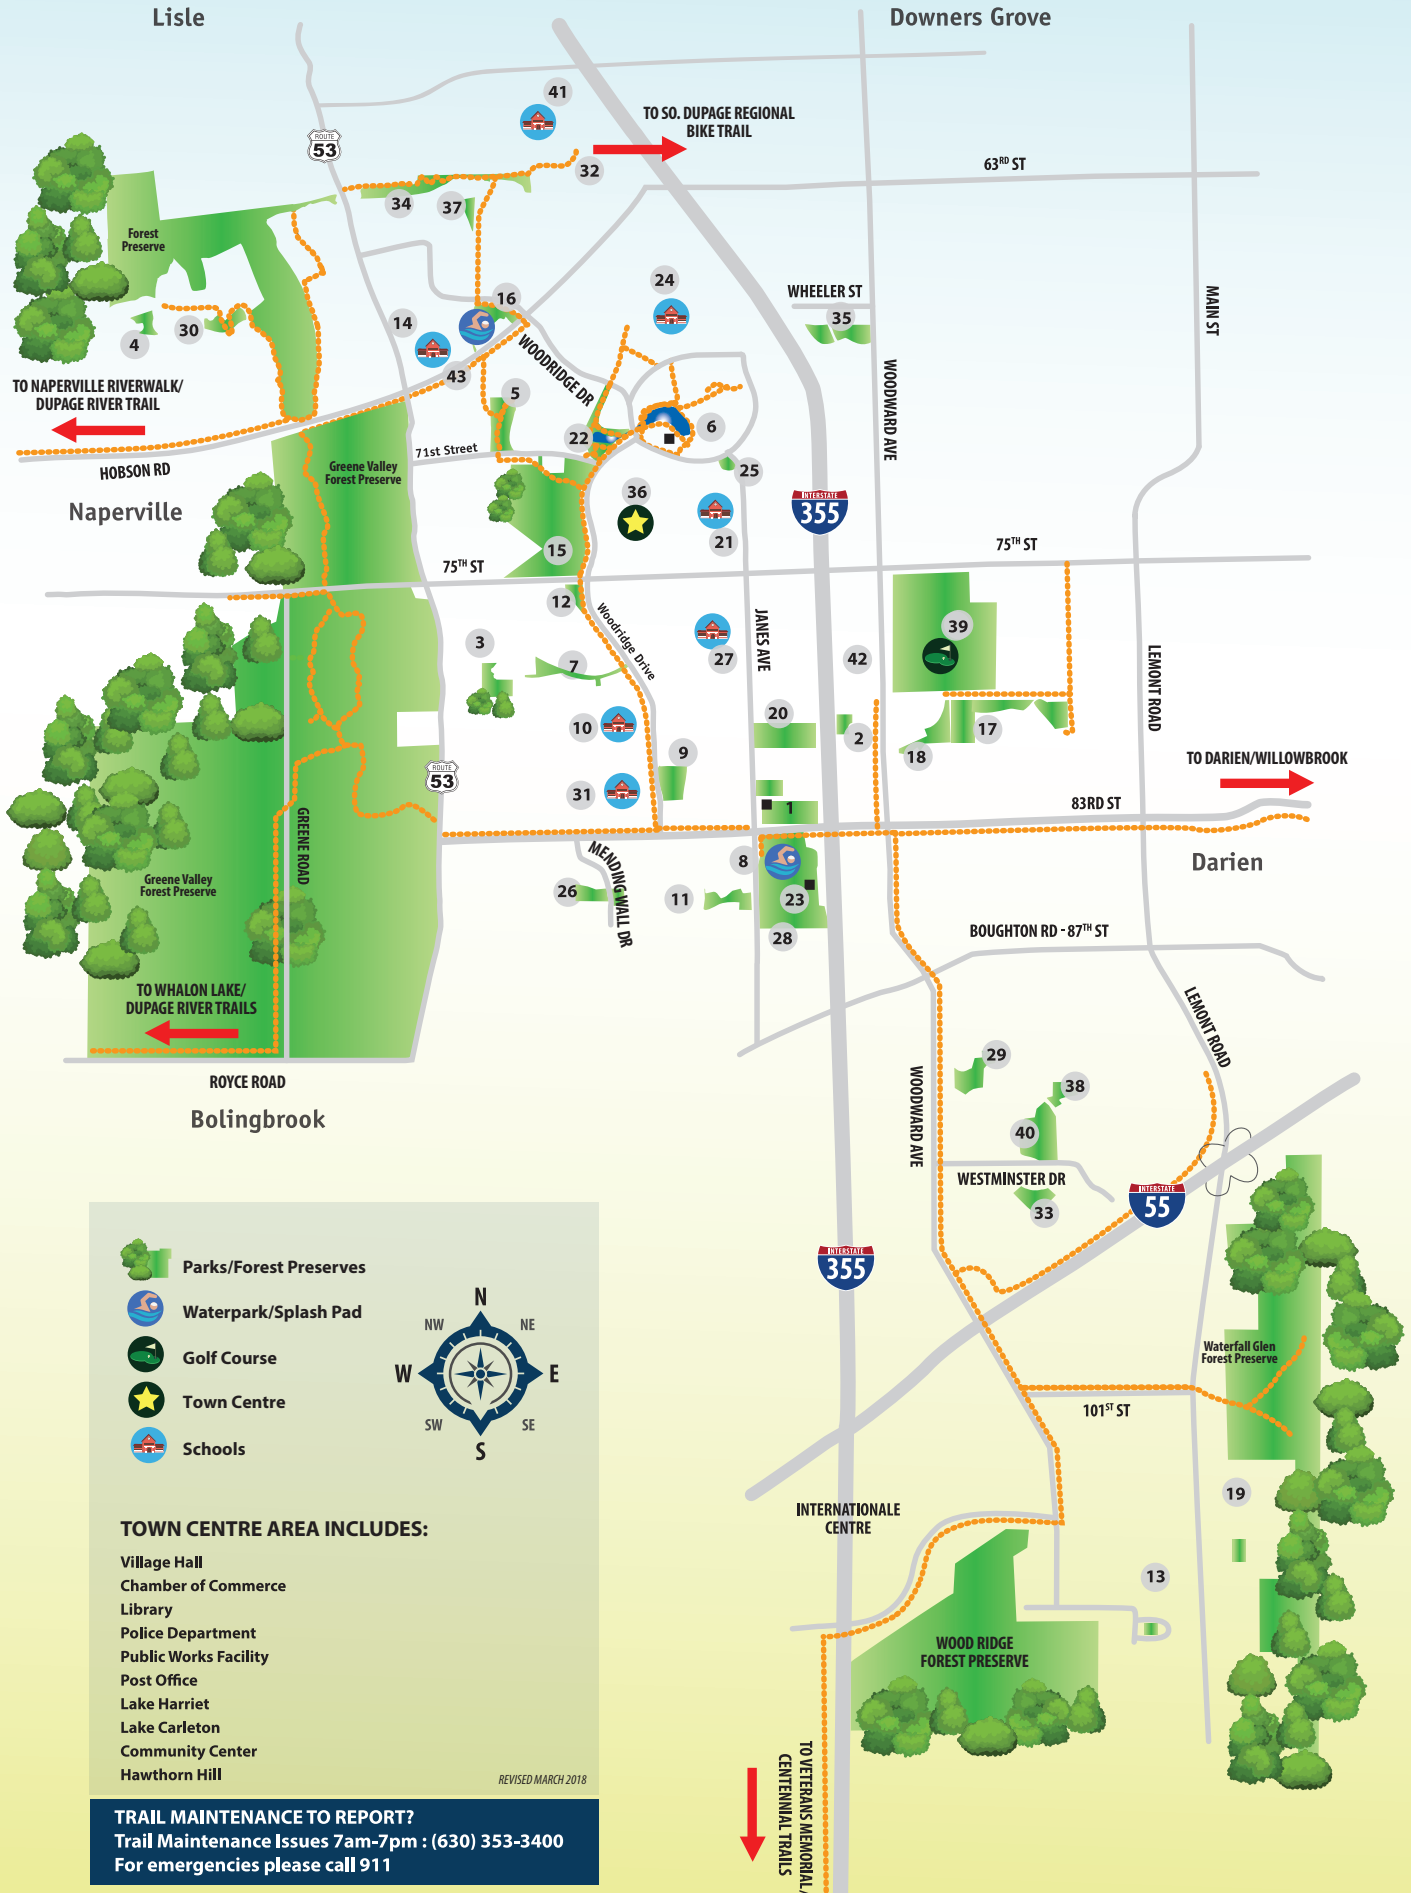 Lisle
Downers Grove
41
TO SO. DUPAGE REGIONAL
BIKE TRAIL
ROUTE
53
63RD ST
32
34
37
Forest
Preserve
24
WHEELER ST
16
MAIN ST
35
14
30
4
WOODRIDGE DR
43
WOODWARD AVE
TO NAPERVILLE RIVERWALK/
DUPAGE RIVER TRAIL
5
6
22
71st Street
HOBSON RD
Greene Valley
Forest Preserve
25
Naperville
36
INTERSTATE
355
21
75TH ST
15
75TH ST
12
Woodridge Drive
JANES AVE
39
3
27
42
7
LEMONT ROAD
20
10
17
2
9
18
TO DARIEN/WILLOWBROOK
ROUTE
53
31
83RD ST
1
GREENE ROAD
MENDING WALL DR
8
Darien
Greene Valley
Forest Preserve
26
11
23
28
BOUGHTON RD - 87TH ST
TO WHALON LAKE/
DUPAGE RIVER TRAILS
LEMONT ROAD
29
ROYCE ROAD
38
WOODWARD AVE
Bolingbrook
40
WESTMINSTER DR
INTERSTATE
55
33
INTERSTATE
355
Parks/Forest Preserves
Waterpark/Splash Pad
Golf Course
Town Centre
Schools
N
NW
NE
W
E
SW
SE
S
Waterfall Glen
Forest Preserve
101ST ST
19
INTERNATIONALE
CENTRE
13
WOOD RIDGE
FOREST PRESERVE
TOWN CENTRE AREA INCLUDES:
Village Hall
Chamber of Commerce
Library
Police Department
Public Works Facility
Post Office
Lake Harriet
Lake Carleton
Community Center
Hawthorn Hill
REVISED MARCH 2018
TO VETERANS MEMORIAL/
CENTENNIAL TRAILS
TRAIL MAINTENANCE TO REPORT?
Trail Maintenance Issues 7am-7pm : (630) 353-3400
For emergencies please call 911